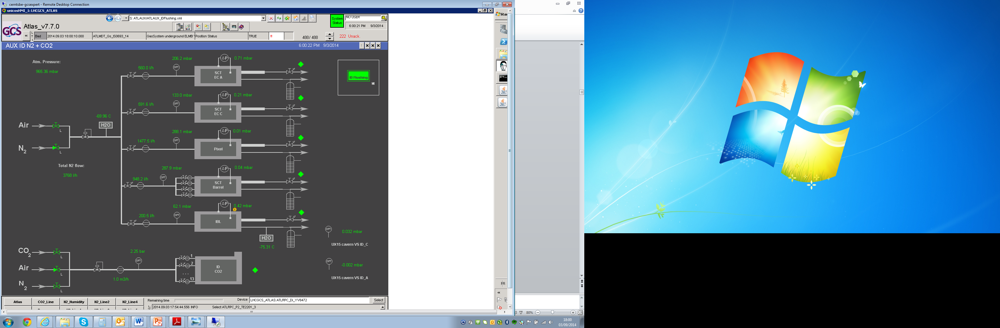 cerntsbe-gcsexpert - Remote Desktop Connection
unicosHMI_1: LHCGCS_ATLAS
S: ATLAUX/ATLAUX_IDFlushing.xml
System Status
NO USER
6:00:21 PM 9/3/2014
GCS
Atlas_v7.7.0
Bad 2014.09.03 18:00:10.000 ATLMDT_Gs_IS0693_14 GasSystem underground ELMB Position Status TRUE !! 488/ 488 222 Unack.
AUX ID N2 + CO2 6:00:22 PM 9/3/2014
Atm. Pressure:
965.36 mbar
560.0 l/h
206.2 mbar
DPT
ΔP
0.71 mbar
SCT
EC A
ID Flushing
M
591.6 l/h
133.0 mbar
DPT
ΔP
0.21 mbar
SCT
EC C
-69.96 C
H2O
Air
L
N2
L
1477.5 l/h
288.1 mbar
DPT
ΔP
0.01 mbar
Pixel
Total N2 flow:
3768 l/h
948.2 l/h
287.9 mbar
DPT
ΔP
0.04 mbar
SCT
Barrel
200.5 l/h
62.1 mbar
DPT
ΔP
0.42 mbar
IBL
H2O
-75.31 C
DPT
0.032 mbar
UX15 cavern VS ID_C
DPT
-0.002 mbar
UX15 cavern VS ID_A
CO2
L
Air
L
N2
L
2.25 bar
DPT
1.0 m3/h
1
2
...
13
ID
CO2
Atlas CO2_Line N2_Humidity N2_Line2 N2_Line4
Remaining time
Device LHCGCS_ATLAS:ATLRPC_Di_YV6472 Select
2014.09.03 17:54:44.556 INFO Select ATLRPC_P2_TE2201_3
Star
FR
80%
18:00
03/09/2014